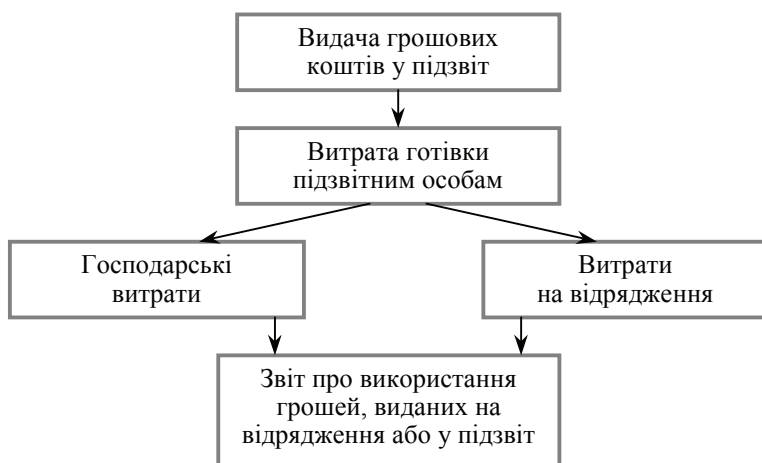 Видача грошових
коштів у підзвіт
Витрата готівки
підзвітним особам
Господарські
витрати
Витрати
на відрядження
Звіт про використання
грошей, виданих на
відрядження або у підзвіт